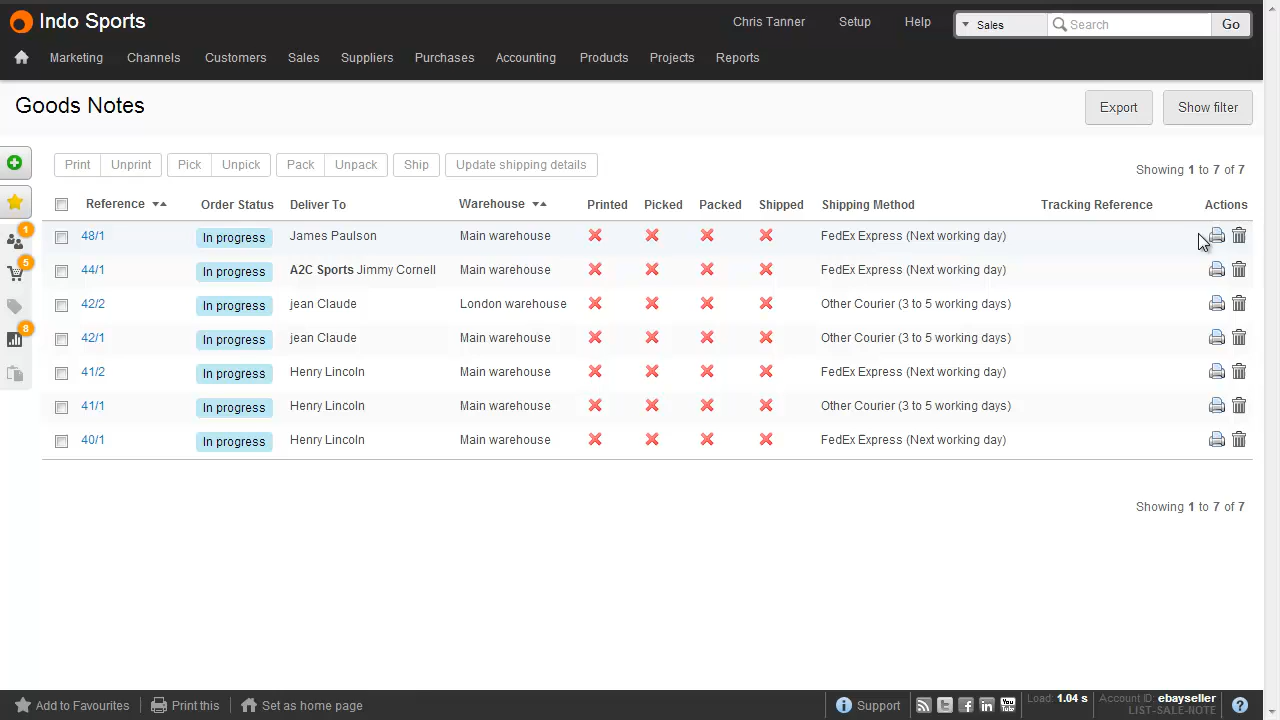 Indo Sports
Chris Tanner Setup Help Sales Search Go
Marketing Channels Customers Sales Suppliers Purchases Accounting Products Projects Reports
Goods Notes
Export Show filter
Print Unprint Pick Unpick Pack Unpack Ship Update shipping details
Showing 1 to 7 of 7
Reference Order Status Deliver To Warehouse Printed Picked Packed Shipped Shipping Method Tracking Reference Actions
48/1 In progress James Paulson Main warehouse FedEx Express (Next working day)
1
44/1 In progress A2C Sports Jimmy Cornell Main warehouse FedEx Express (Next working day)
5
42/2 In progress jean Claude London warehouse Other Courier (3 to 5 working days)
8
42/1 In progress jean Claude Main warehouse Other Courier (3 to 5 working days)
41/2 In progress Henry Lincoln Main warehouse FedEx Express (Next working day)
41/1 In progress Henry Lincoln Main warehouse Other Courier (3 to 5 working days)
40/1 In progress Henry Lincoln Main warehouse FedEx Express (Next working day)
Showing 1 to 7 of 7
Add to Favourites Print this Set as home page Support You Tube Load: 1.04 s Account ID: ebayseller
LIST-SALE-NOTE